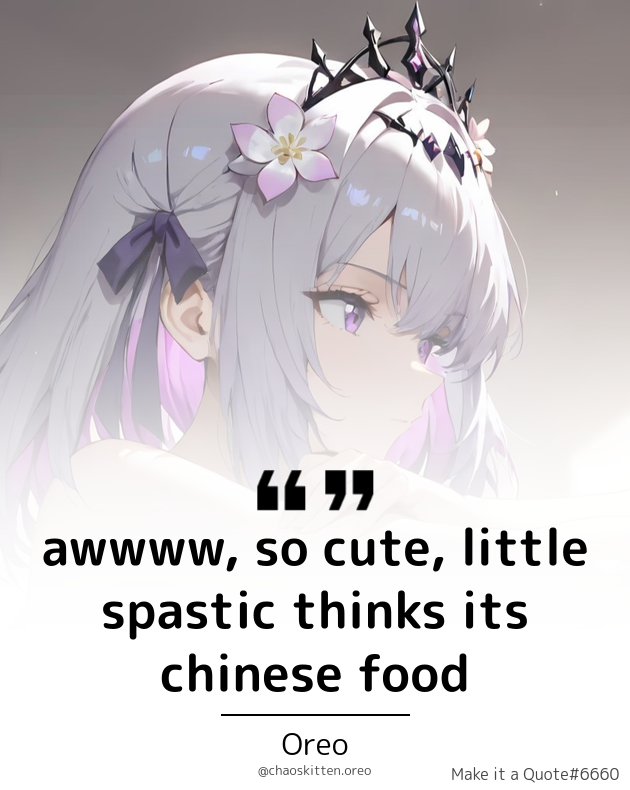 ❝ ❞
awwww, so cute, little
spastic thinks its
chinese food
Oreo
@chaoskitten.oreo
Make it a Quote#6660